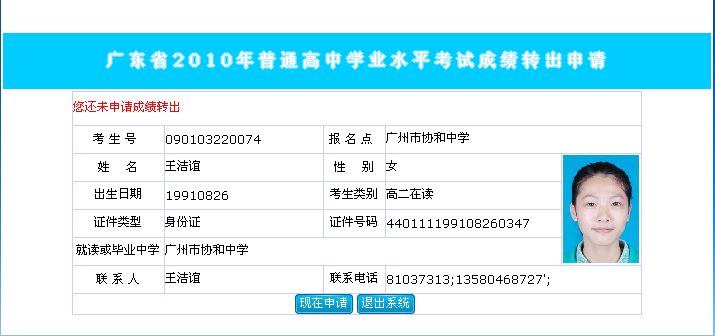 广东省2010年普通高中学业水平考试成绩转出申请
您还未申请成绩转出
考 生 号 090103220074 报 名 点 广州市协和中学
姓 名 王洁谊 性 别 女
出生日期 19910826 考生类别 高二在读
证件类型 身份证 证件号码 440111199108260347
就读或毕业中学 广州市协和中学
联 系 人 王洁谊 联系电话 81037313;13580468727';
现在申请 退出系统